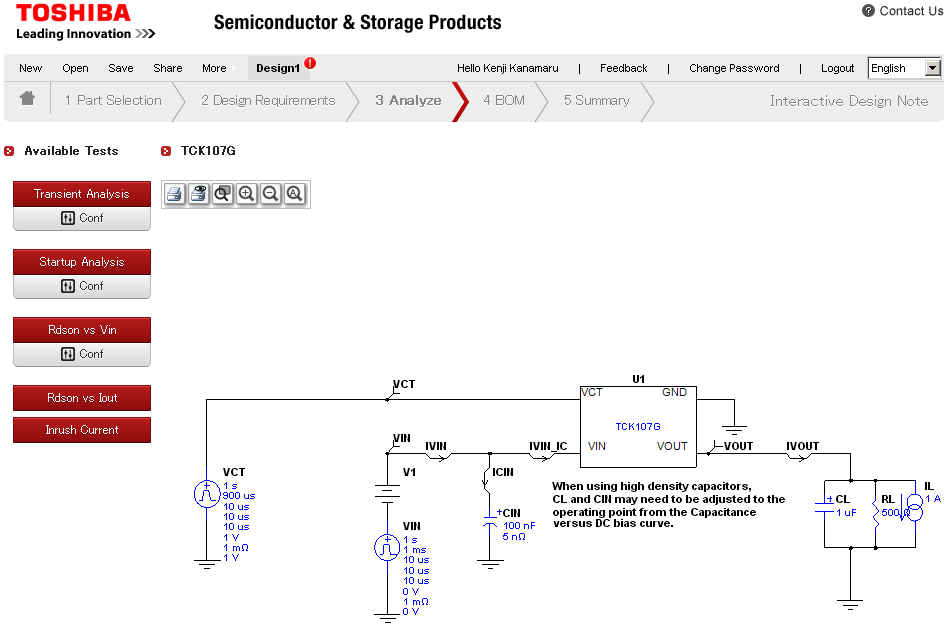 TOSHIBA
Leading Innovation >>>
Semiconductor & Storage Products
? Contact Us
New Open Save Share More Design1 !
Hello Kenji Kanamaru | Feedback | Change Password | Logout English
1 Part Selection 2 Design Requirements 3 Analyze 4 BOM 5 Summary Interactive Design Note
Available Tests
TCK107G
Transient Analysis
Conf
Startup Analysis
Conf
Rdson vs Vin
Conf
Rdson vs Iout
Inrush Current
U1
VCT
VCT GND
TCK107G
VIN VOUT
VIN
IVIN
IVIN_IC
VOUT
IVOUT
VCT
1 s
900 us
10 us
10 us
10 us
1 V
1 mΩ
1 V
V1
VIN
1 s
1 ms
10 us
10 us
10 us
0 V
1 mΩ
0 V
ICIN
+CIN
100 nF
5 nΩ
When using high density capacitors,
CL and CIN may need to be adjusted to the
operating point from the Capacitance
versus DC bias curve.
+CL
1 uF
RL
500Ω
IL
1 A